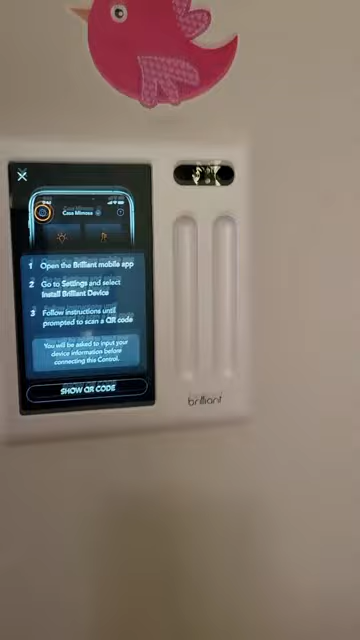 Casa Mimosa
1 Open the Brilliant mobile app
2 Go to Settings and select
Install Brilliant Device
3 Follow instructions until
prompted to scan a QR code
You will be asked to input your
device information before
connecting this Control.
SHOW QR CODE
brilliant